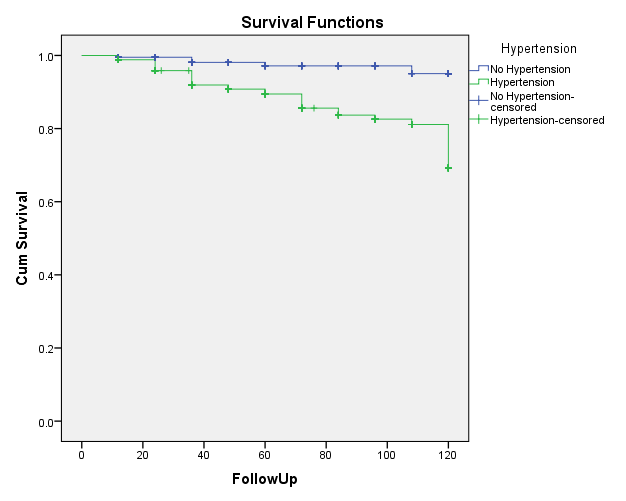 Survival Functions
Hypertension
No Hypertension
Hypertension
No Hypertension-
censored
Hypertension-censored
Cum Survival
1.0
0.8
0.6
0.4
0.2
0.0
0 20 40 60 80 100 120
FollowUp